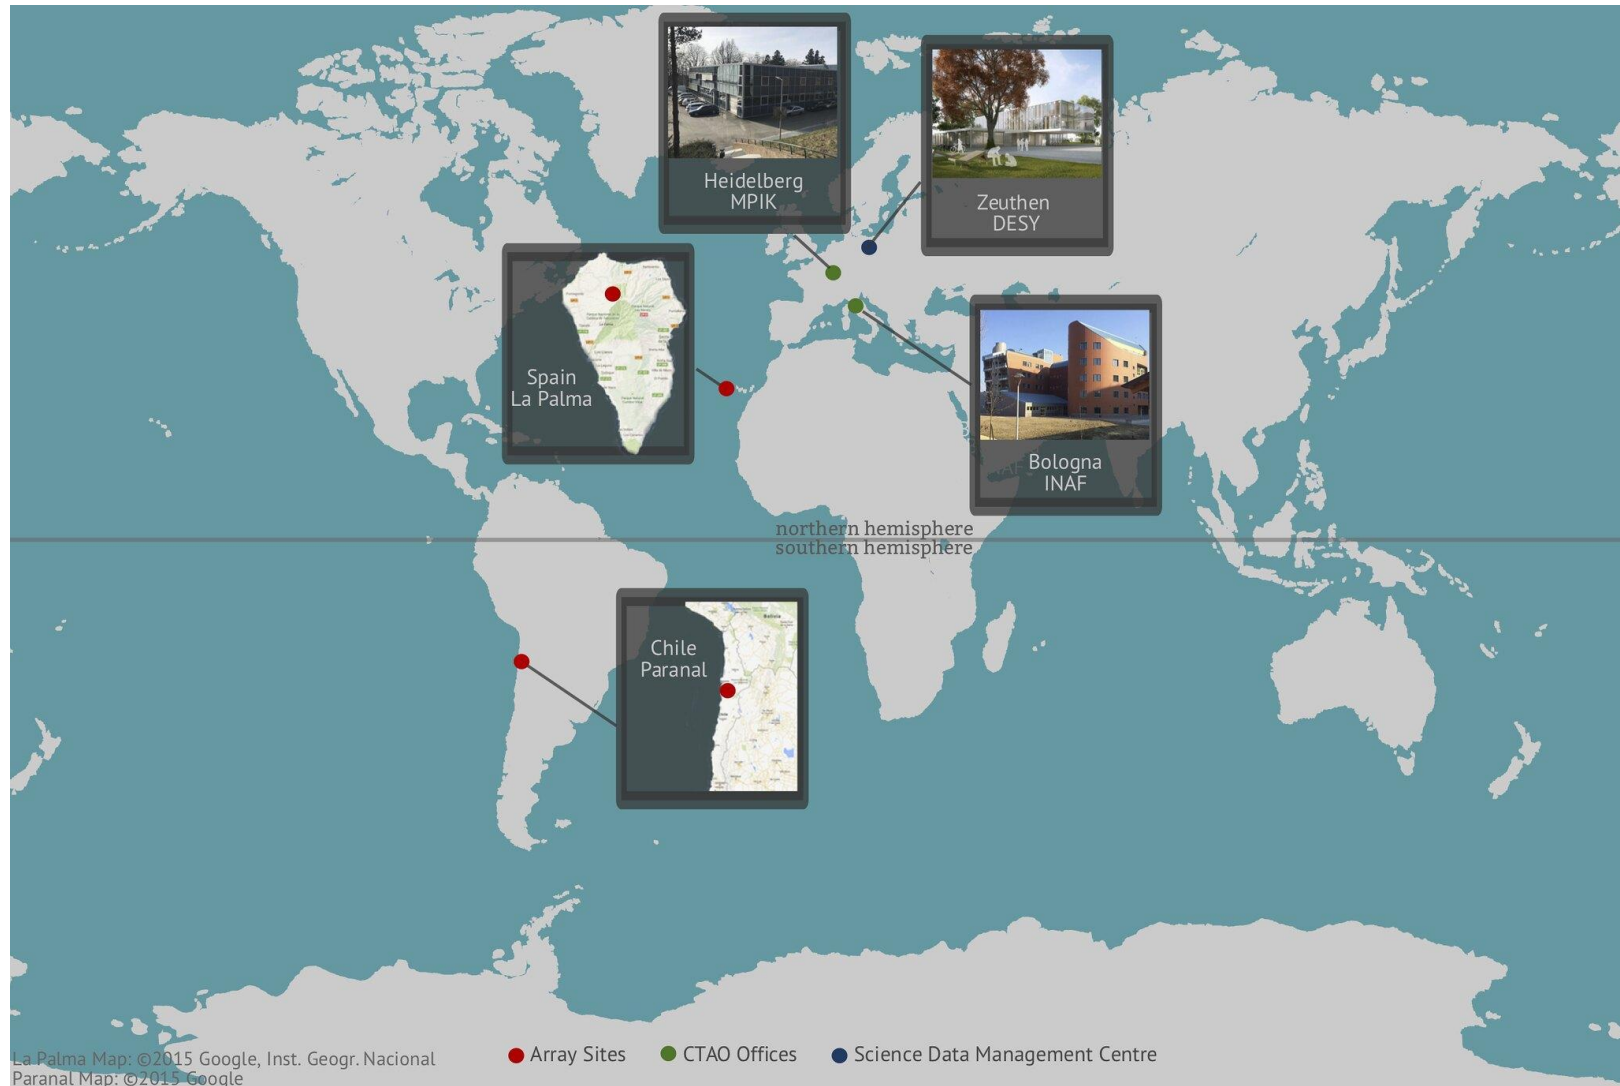 Heidelberg
MPIK
Zeuthen
DESY
Spain
La Palma
Bologna
INAF
northern hemisphere
southern hemisphere
Chile
Paranal
Array Sites
CTAO Offices
Science Data Management Centre
La Palma Map: ©2015 Google, Inst. Geogr. Nacional
Paranal Map: ©2015 Google